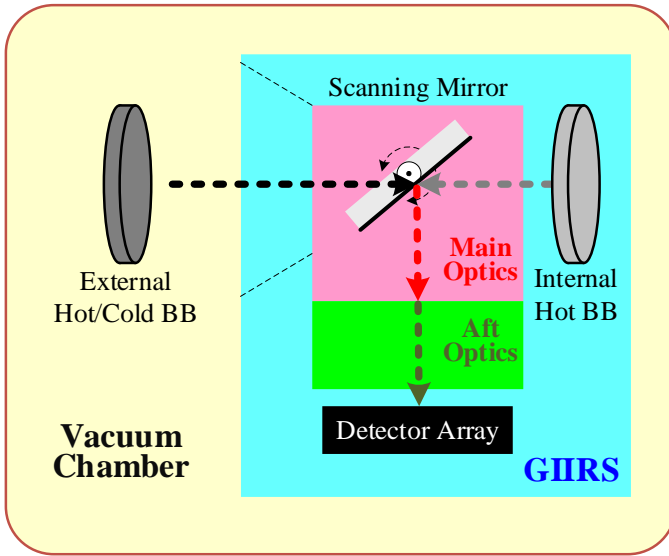 Scanning Mirror
External
Hot/Cold BB
Main
Optics
Internal
Hot BB
Aft
Optics
Detector Array
Vacuum
Chamber
GIIRS